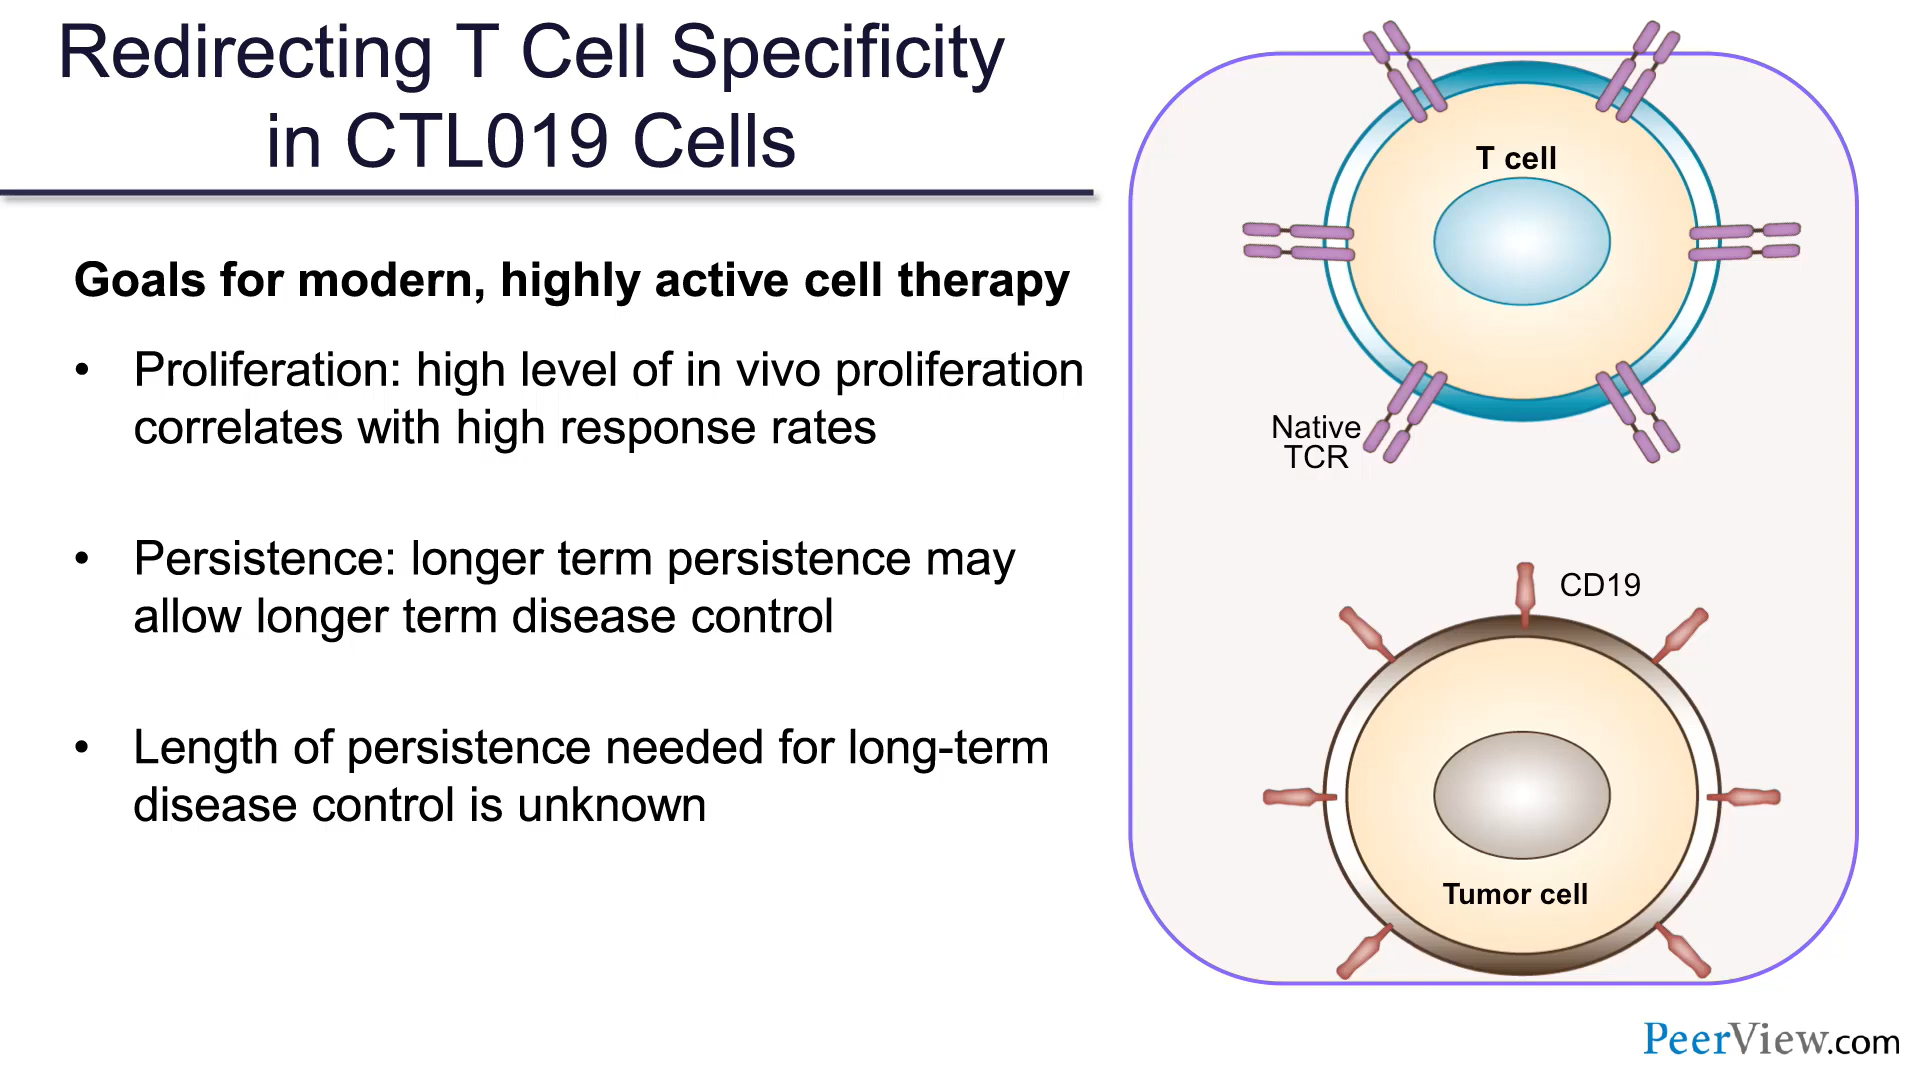 Redirecting T Cell Specificity
in CTL019 Cells
Goals for modern, highly active cell therapy
• Proliferation: high level of in vivo proliferation
correlates with high response rates
• Persistence: longer term persistence may
allow longer term disease control
• Length of persistence needed for long-term
disease control is unknown
T cell
Native
TCR
CD19
Tumor cell
PeerView.com